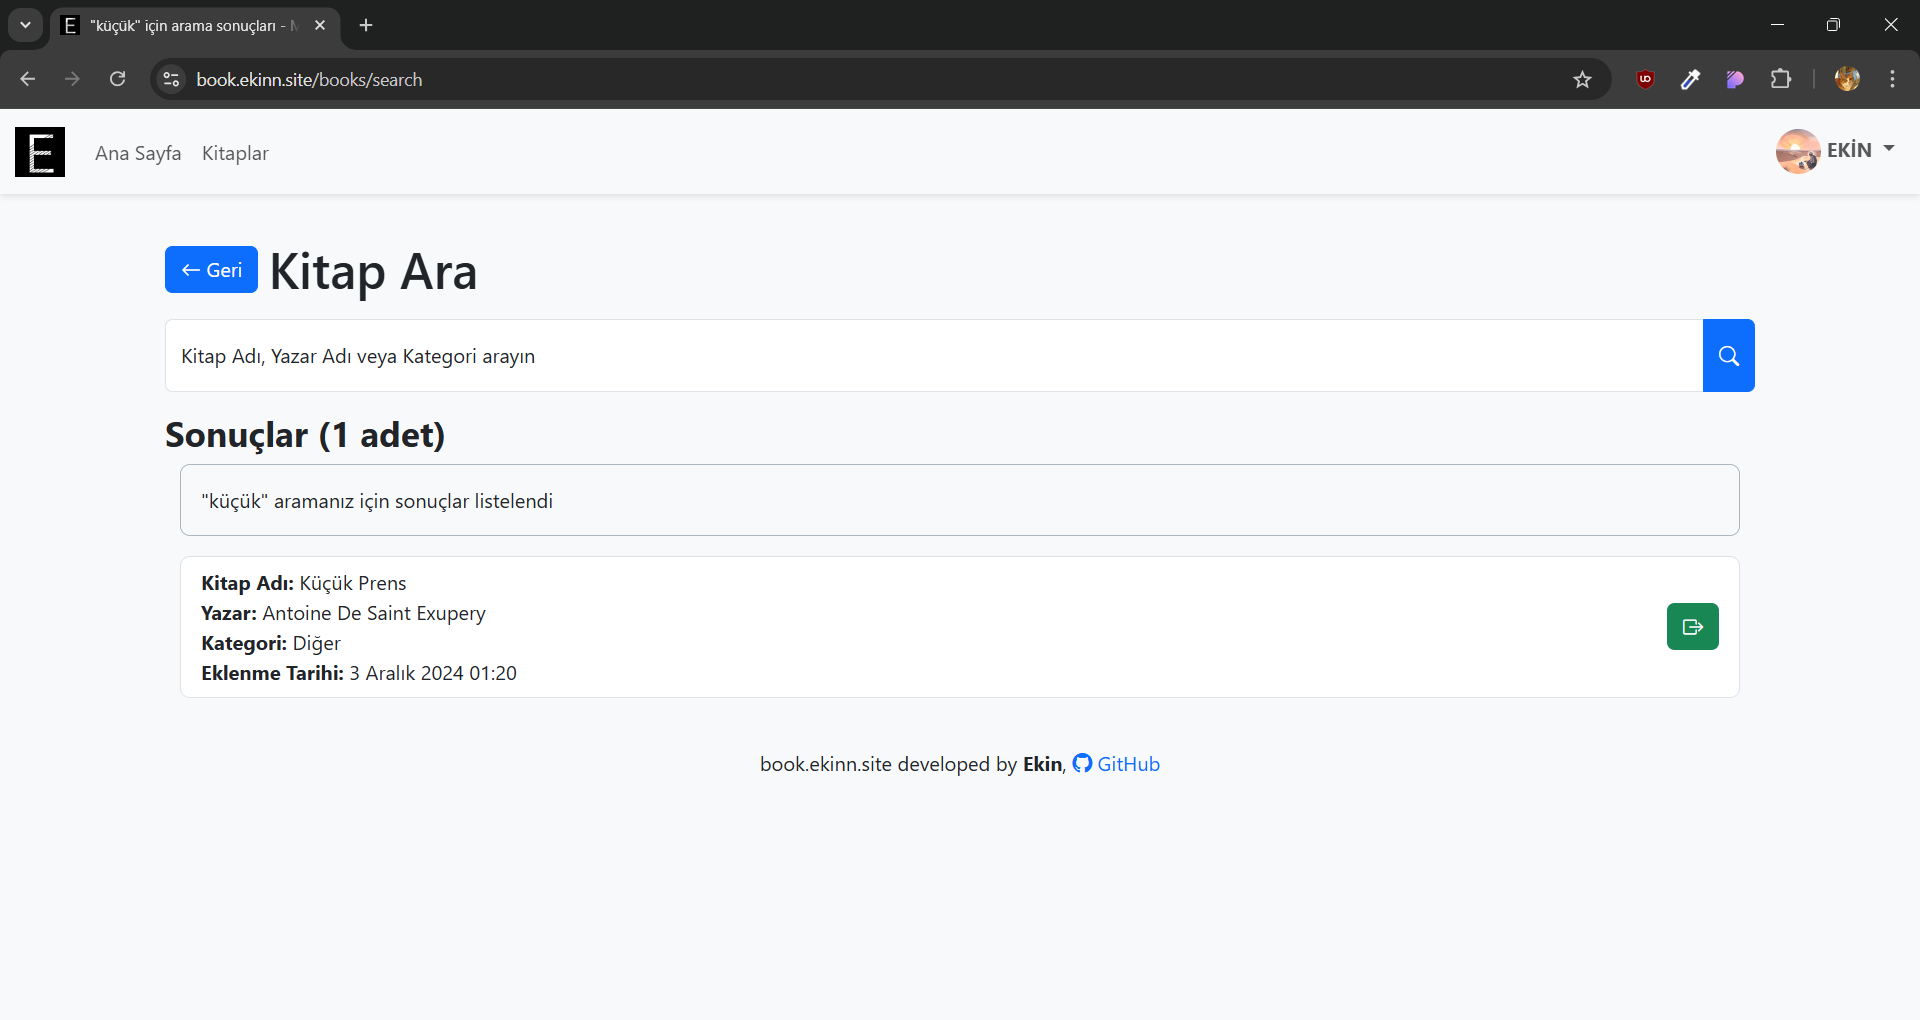 "küçük" için arama sonuçları -
book.ekinn.site/books/search
E
Ana Sayfa
Kitaplar
EKİN
Geri
Kitap Ara
Kitap Adı, Yazar Adı veya Kategori arayın
Sonuçlar (1 adet)
"küçük" aramanız için sonuçlar listelendi
Kitap Adı: Küçük Prens
Yazar: Antoine De Saint Exupery
Kategori: Diğer
Eklenme Tarihi: 3 Aralık 2024 01:20
book.ekinn.site developed by Ekin, GitHub